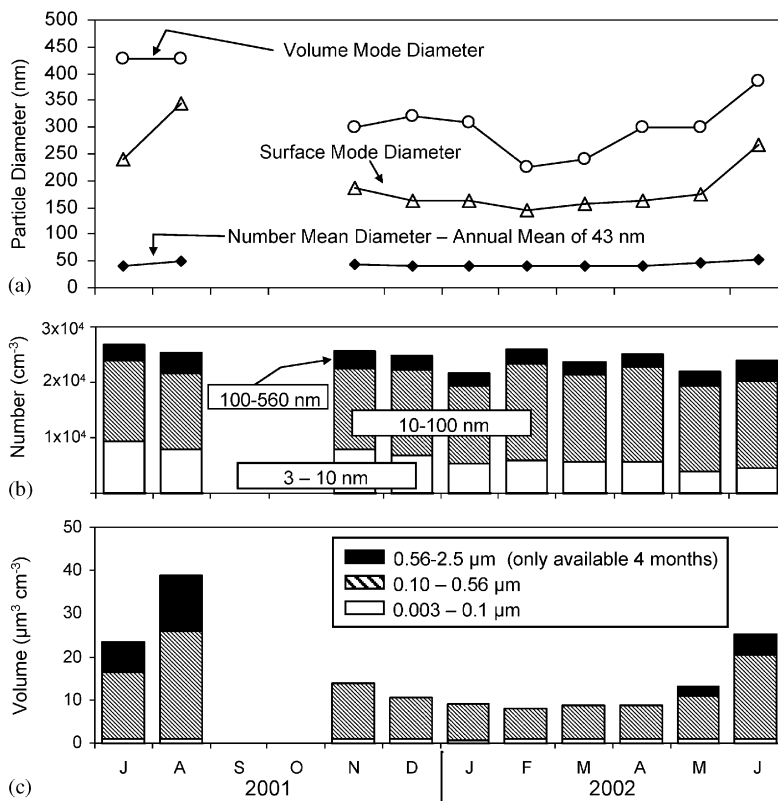 500
450
400
350
300
250
200
150
100
50
0
Particle Diameter (nm)
Volume Mode Diameter
Surface Mode Diameter
Number Mean Diameter – Annual Mean of 43 nm
(a)
3x10⁴
2x10⁴
1x10⁴
Number (cm⁻³)
100-560 nm
10-100 nm
3 – 10 nm
(b)
50
40
30
20
10
0
Volume (µm³ cm⁻³)
0.56-2.5 µm (only available 4 months)
0.10 – 0.56 µm
0.003 – 0.1 µm
J A S O N D J F M A M J
2001 2002
(c)